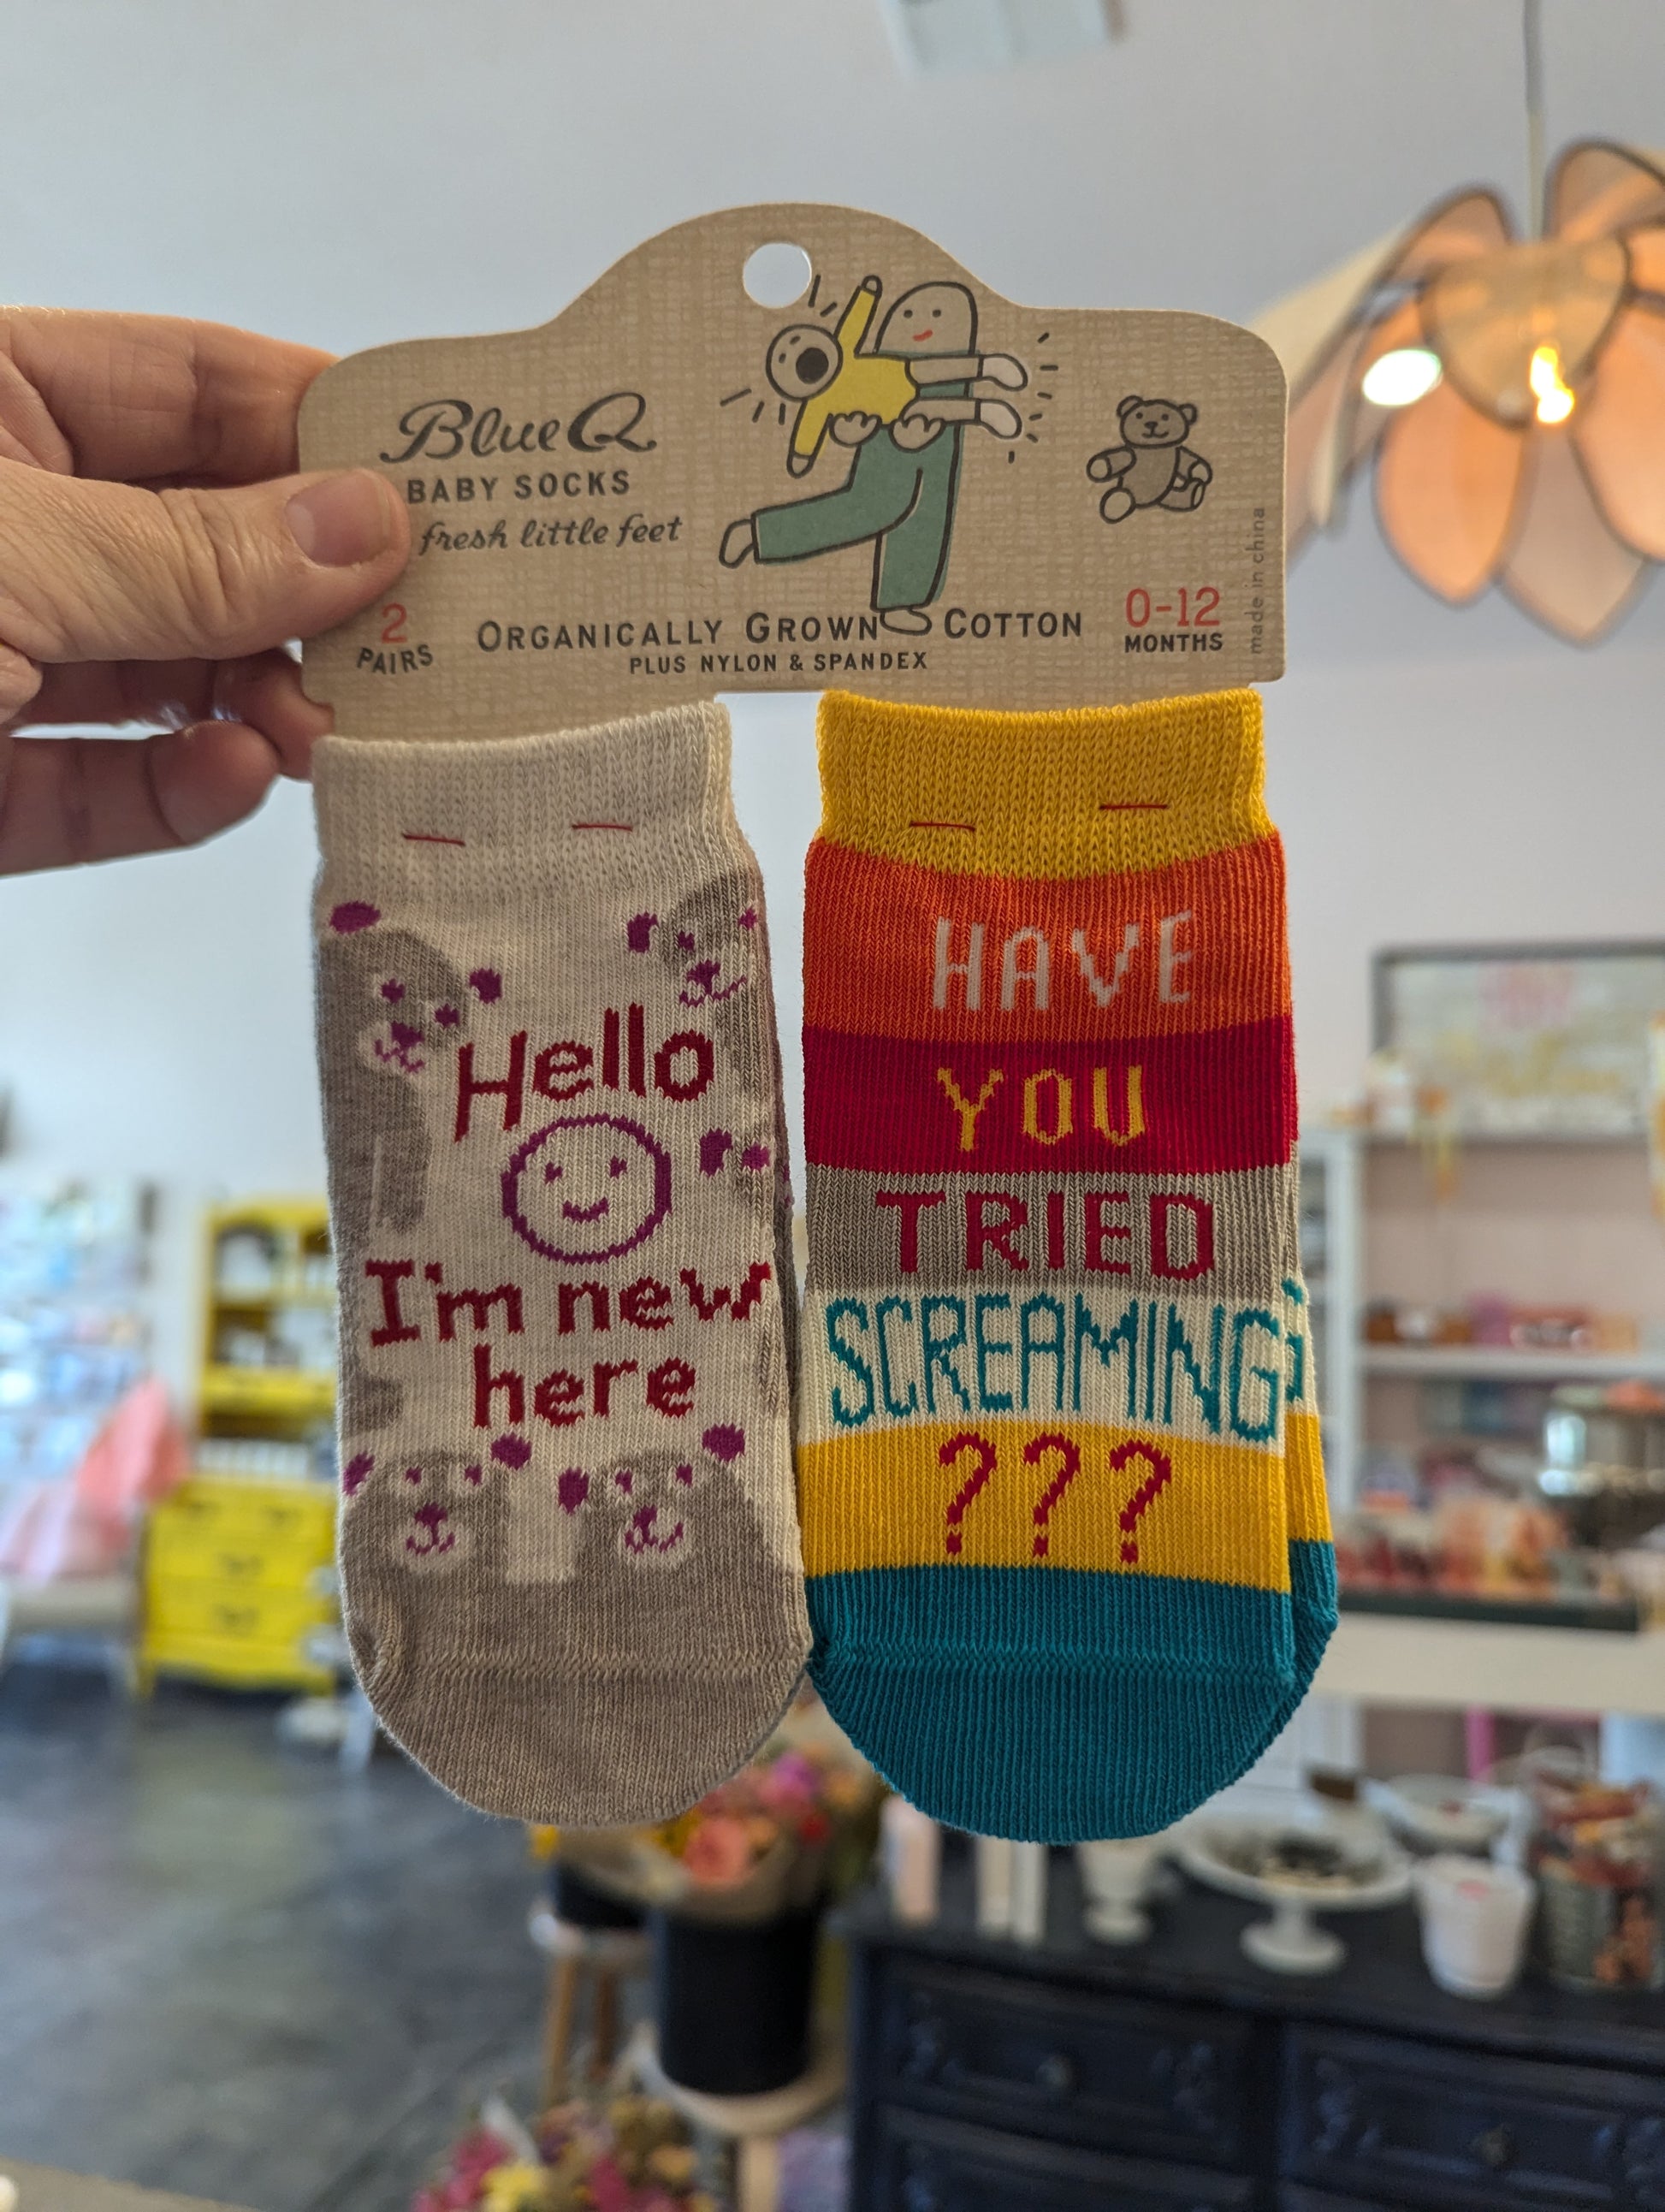 Blue Q
BABY SOCKS
fresh little feet
2
PAIRS
ORGANICALLY GROWN COTTON
PLUS NYLON & SPANDEX
0-12
MONTHS
made in china
Hello
I'm new
here
HAVE
YOU
TRIED
SCREAMING
???